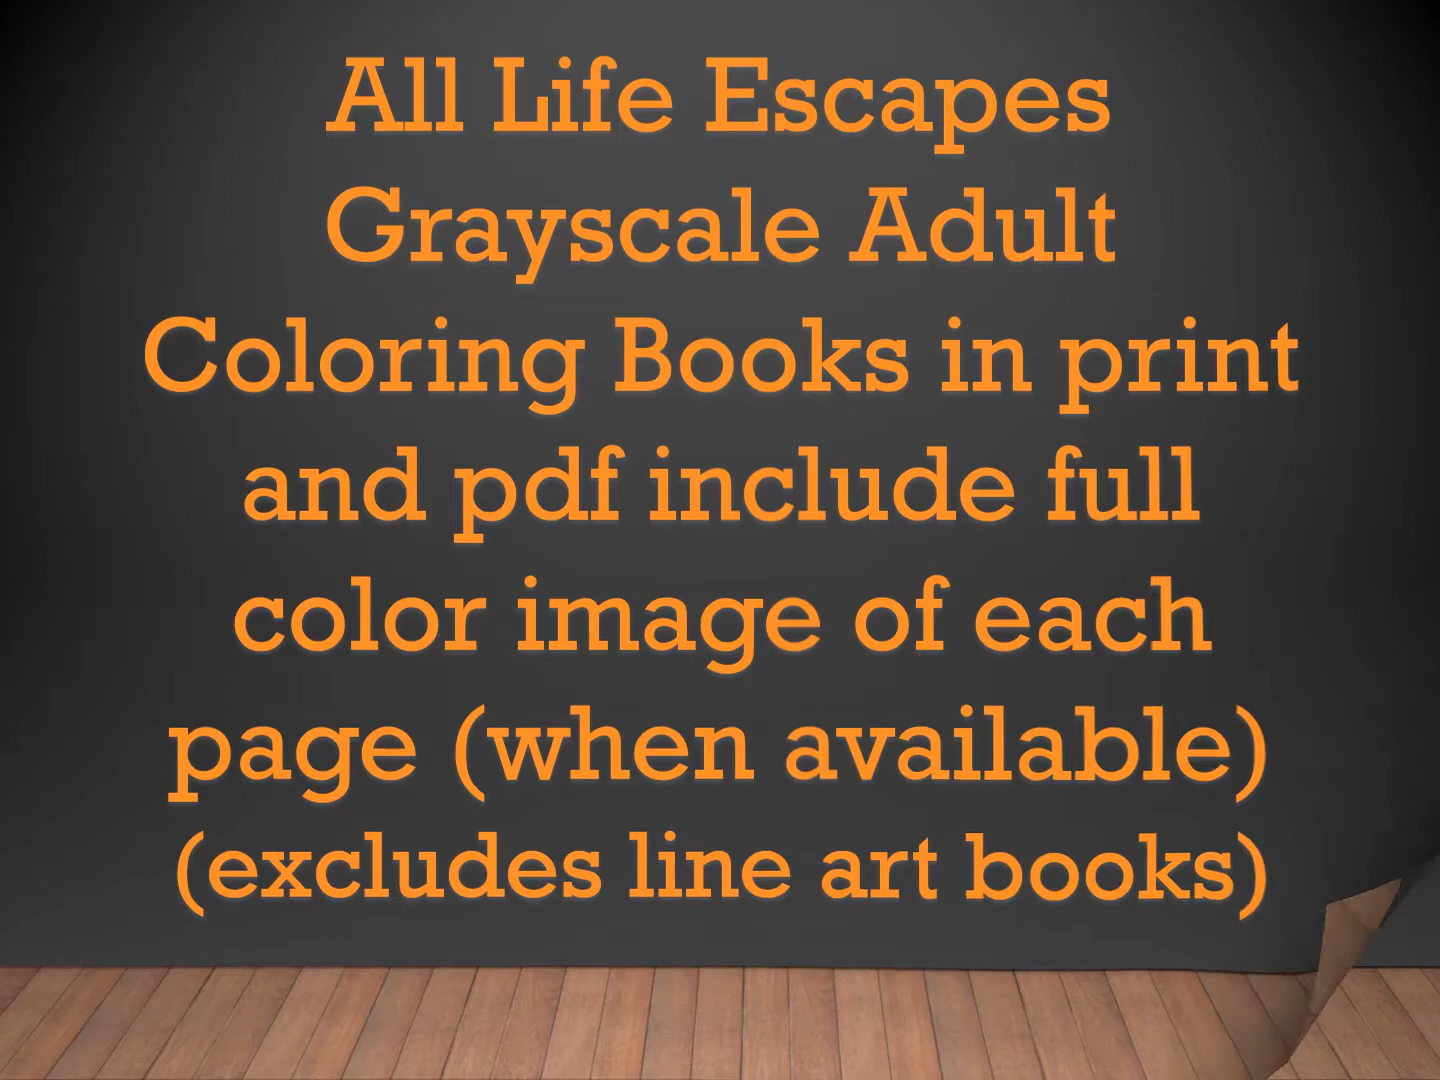 All Life Escapes
Grayscale Adult
Coloring Books in print
and pdf include full
color image of each
page (when available)
(excludes line art books)